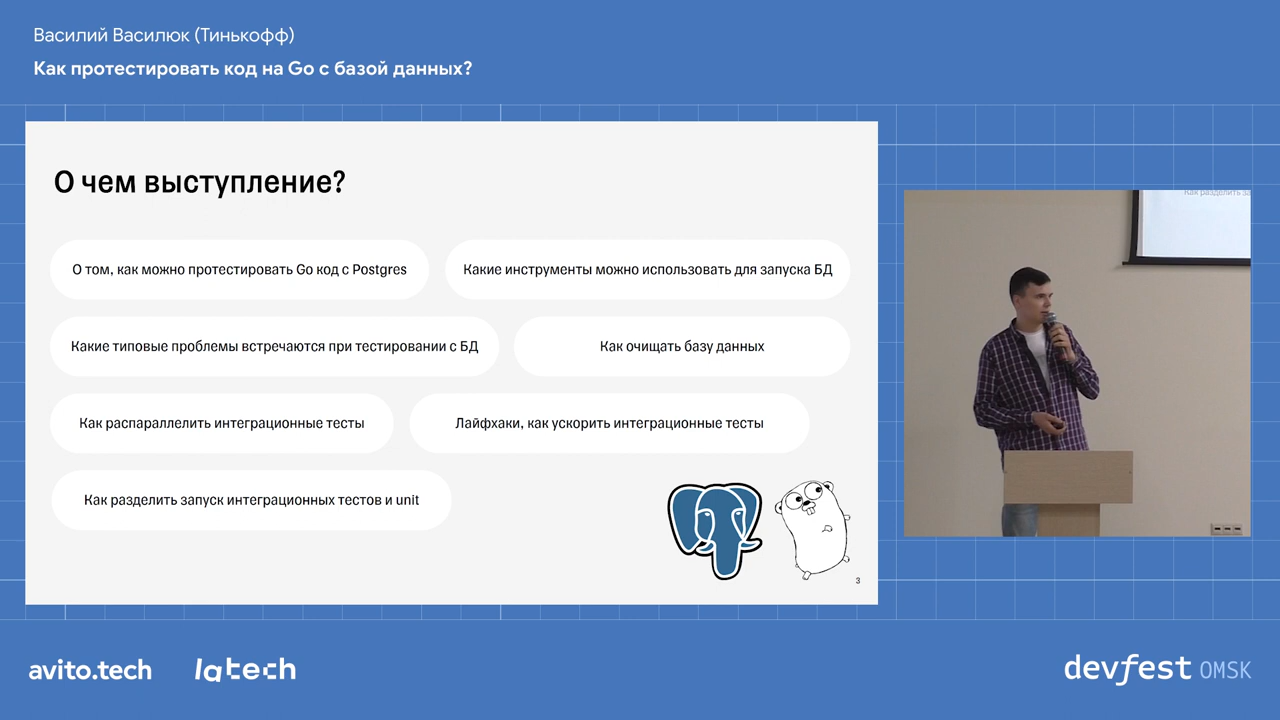 Василий Василюк (Тинькофф)
Как протестировать код на Go с базой данных?
О чем выступление?
О том, как можно протестировать Go код с Postgres
Какие инструменты можно использовать для запуска БД
Какие типовые проблемы встречаются при тестировании с БД
Как очищать базу данных
Как распараллелить интеграционные тесты
Лайфхаки, как ускорить интеграционные тесты
Как разделить запуск интеграционных тестов и unit
3
Как разделить за
avito.tech
latech
devfest OMSK